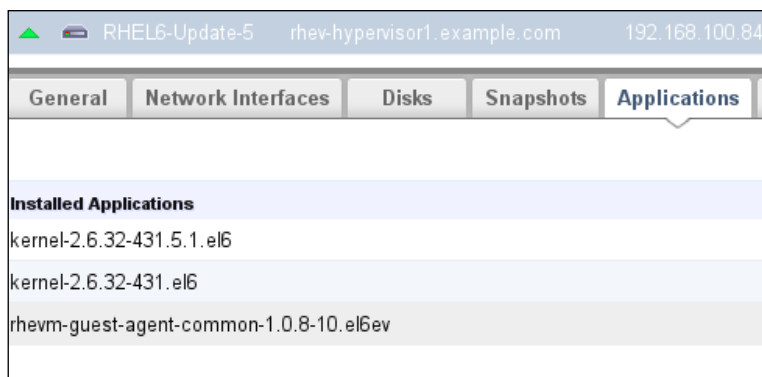 RHEL6-Update-5 rhev-hypervisor1.example.com 192.168.100.84
General Network Interfaces Disks Snapshots Applications
Installed Applications
kernel-2.6.32-431.5.1.el6
kernel-2.6.32-431.el6
rhevm-guest-agent-common-1.0.8-10.el6ev